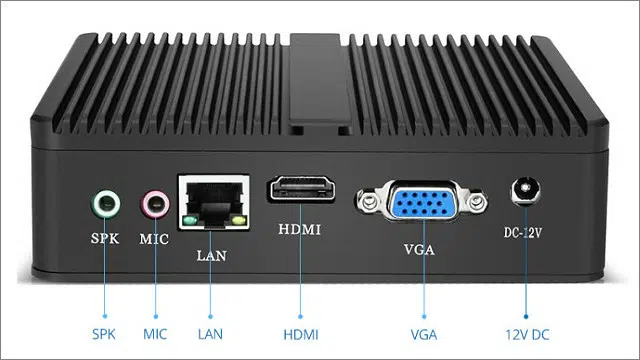 SPK MIC LAN HDMI VGA DC-12V
SPK MIC LAN HDMI VGA 12V DC